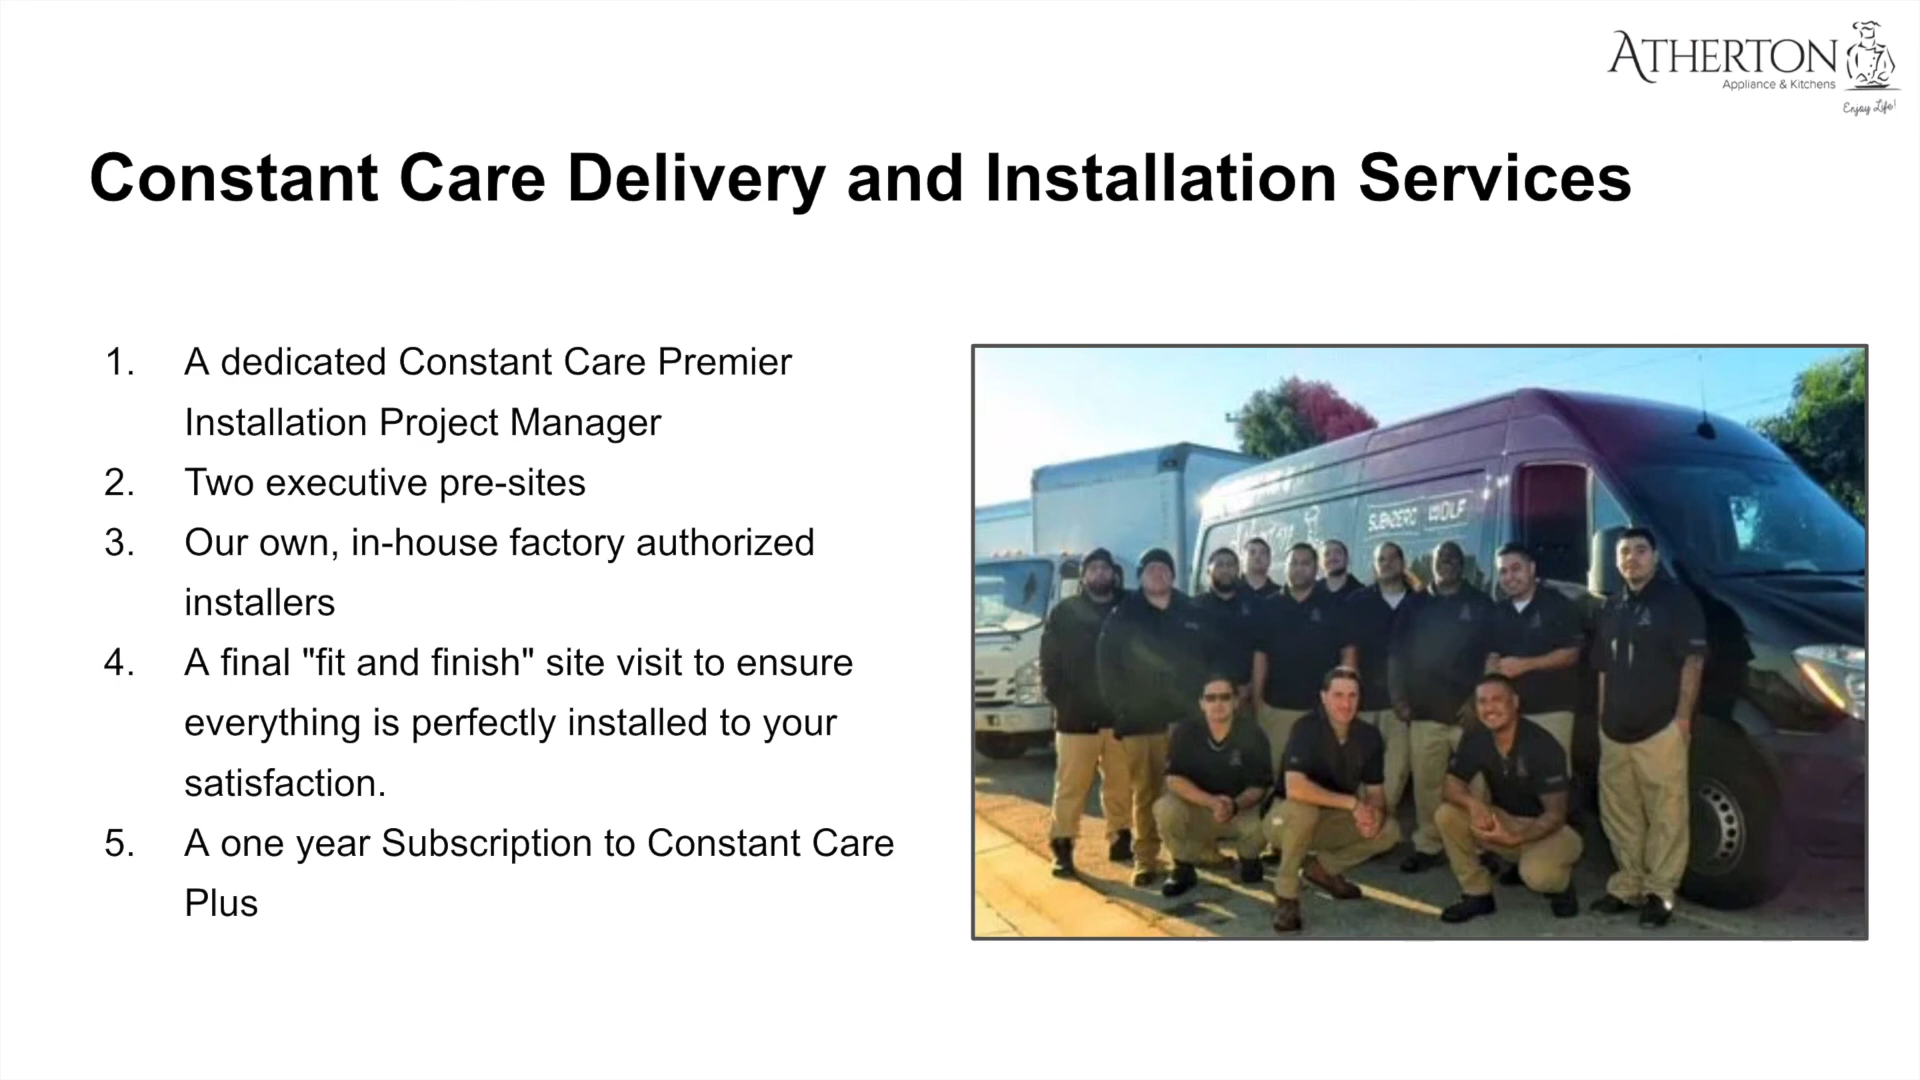 ATHERTON
Appliance & Kitchens
Enjoy Life!
Constant Care Delivery and Installation Services
1. A dedicated Constant Care Premier
Installation Project Manager
2. Two executive pre-sites
3. Our own, in-house factory authorized
installers
4. A final "fit and finish" site visit to ensure
everything is perfectly installed to your
satisfaction.
5. A one year Subscription to Constant Care
Plus
SUBZERO WOLF